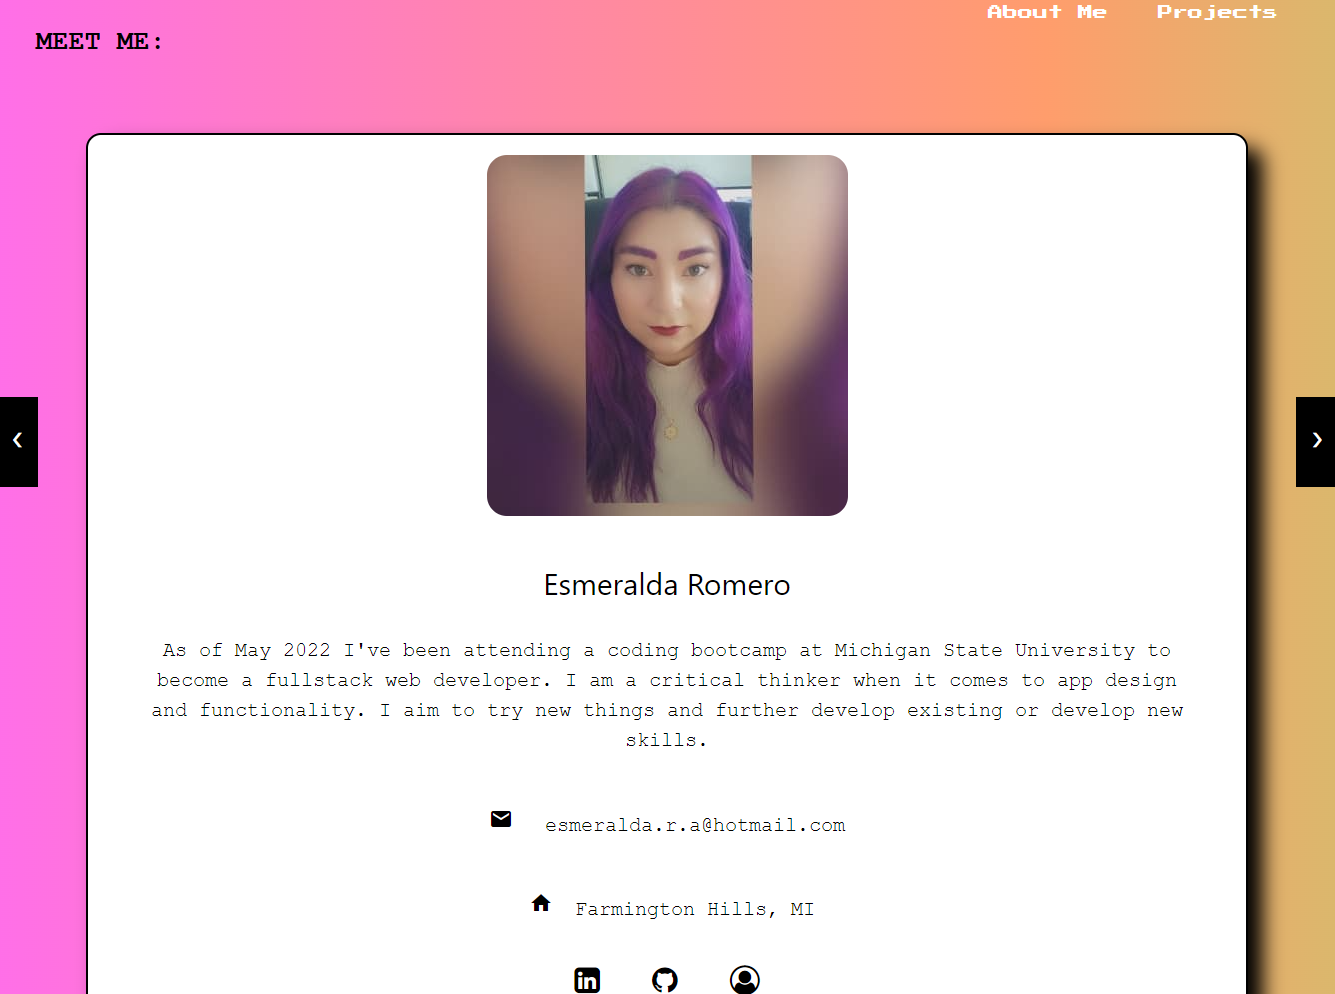 About Me Projects
MEET ME:
❮
❯
Esmeralda Romero
As of May 2022 I've been attending a coding bootcamp at Michigan State University to
become a fullstack web developer. I am a critical thinker when it comes to app design
and functionality. I aim to try new things and further develop existing or develop new
skills.
esmeralda.r.a@hotmail.com
Farmington Hills, MI
in